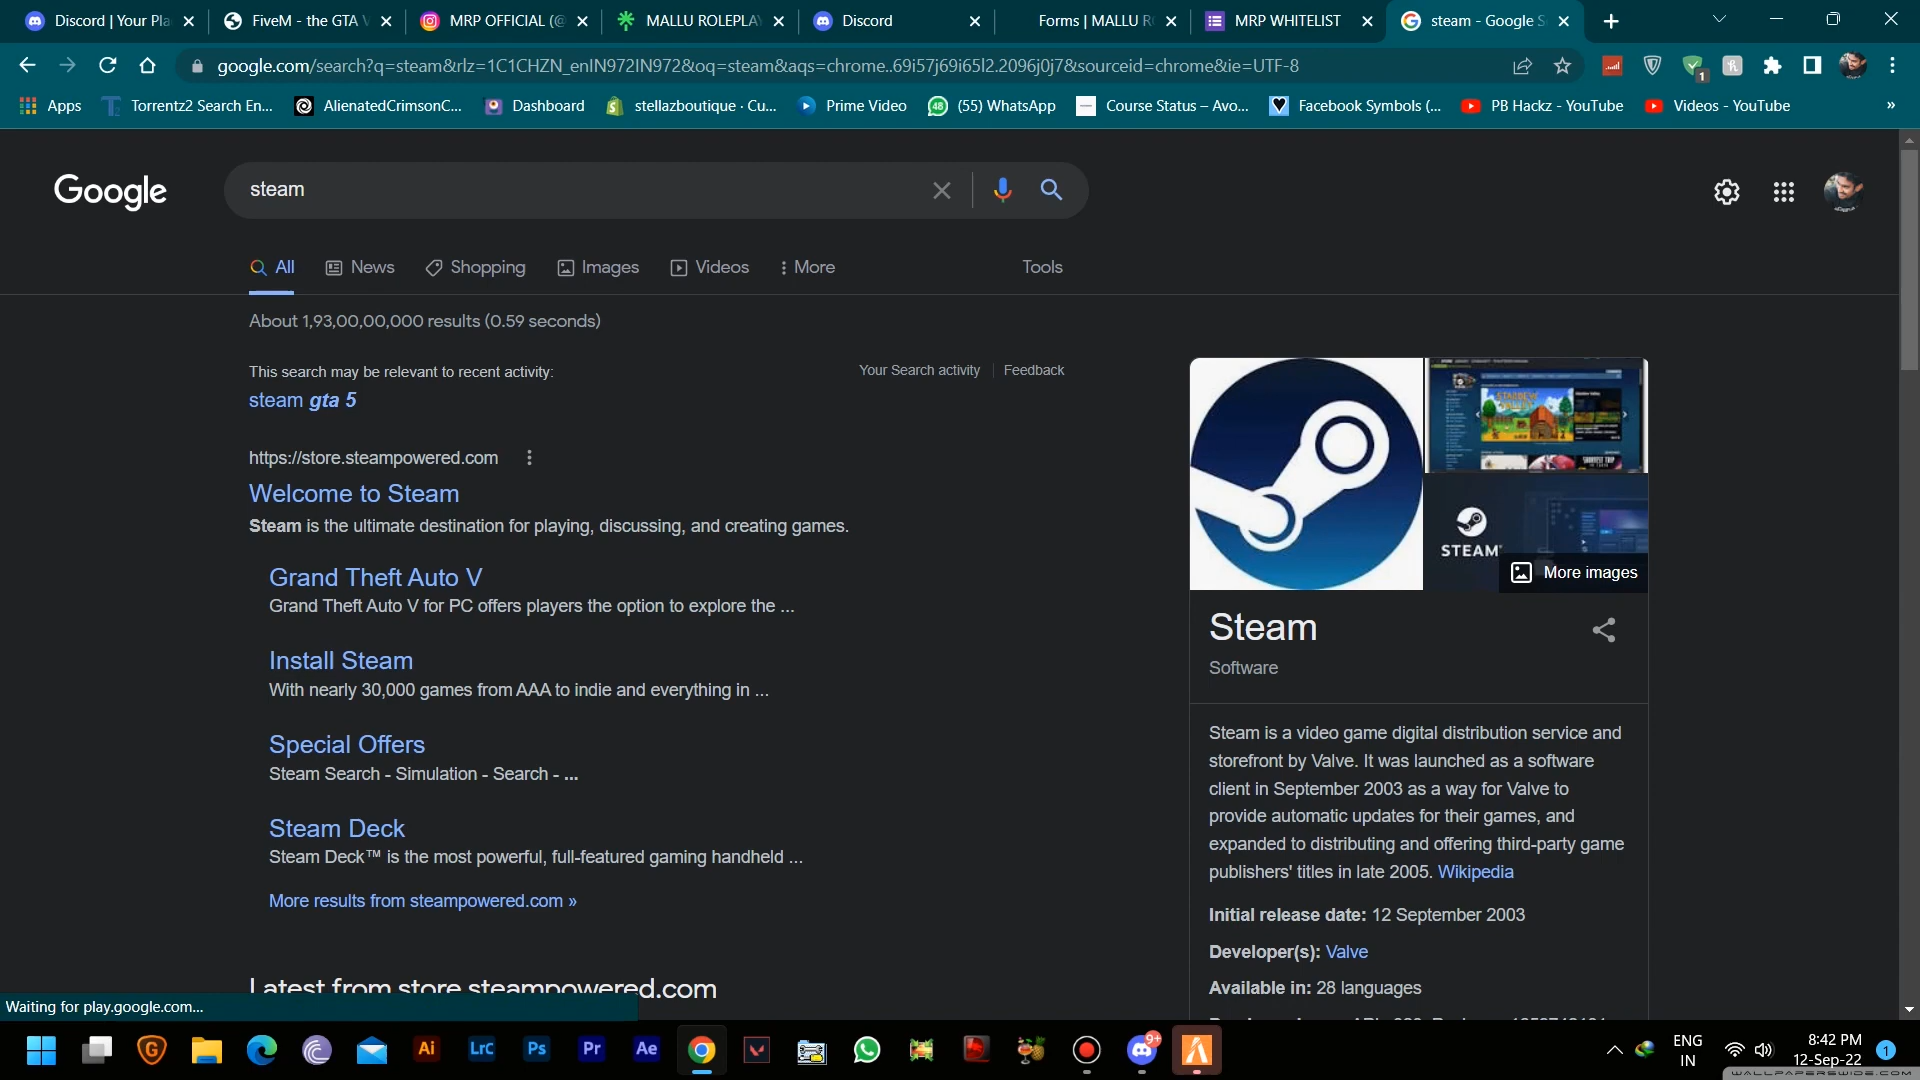 Discord | Your Pla
FiveM - the GTA V
MRP OFFICIAL (@
MALLU ROLEPLA
Discord
Forms | MALLU R
MRP WHITELIST
steam - Google S
google.com/search?q=steam&rlz=1C1CHZN_enIN972IN972&oq=steam&aqs=chrome..69i57j69i65l2.2096j0j7&sourceid=chrome&ie=UTF-8
1
Apps
Torrentz2 Search En...
AlienatedCrimsonC...
Dashboard
stellazboutique · Cu...
Prime Video
(55) WhatsApp
Course Status – Avo...
Facebook Symbols (...
PB Hackz - YouTube
Videos - YouTube
»
Google
steam
All
News
Shopping
Images
Videos
More
Tools
About 1,93,00,00,000 results (0.59 seconds)
This search may be relevant to recent activity:
Your Search activity
Feedback
steam gta 5
https://store.steampowered.com
Welcome to Steam
Steam is the ultimate destination for playing, discussing, and creating games.
Grand Theft Auto V
Grand Theft Auto V for PC offers players the option to explore the ...
Install Steam
With nearly 30,000 games from AAA to indie and everything in ...
Special Offers
Steam Search - Simulation - Search - ...
Steam Deck
Steam Deck™ is the most powerful, full-featured gaming handheld ...
More results from steampowered.com »
Latest from store.steampowered.com
STEAM
More images
Steam
Software
Steam is a video game digital distribution service and
storefront by Valve. It was launched as a software
client in September 2003 as a way for Valve to
provide automatic updates for their games, and
expanded to distributing and offering third-party game
publishers' titles in late 2005. Wikipedia
Initial release date: 12 September 2003
Developer(s): Valve
Available in: 28 languages
Waiting for play.google.com...
Ai
LrC
Ps
Pr
Ae
9+
ENG
IN
8:42 PM
12-Sep-22
1